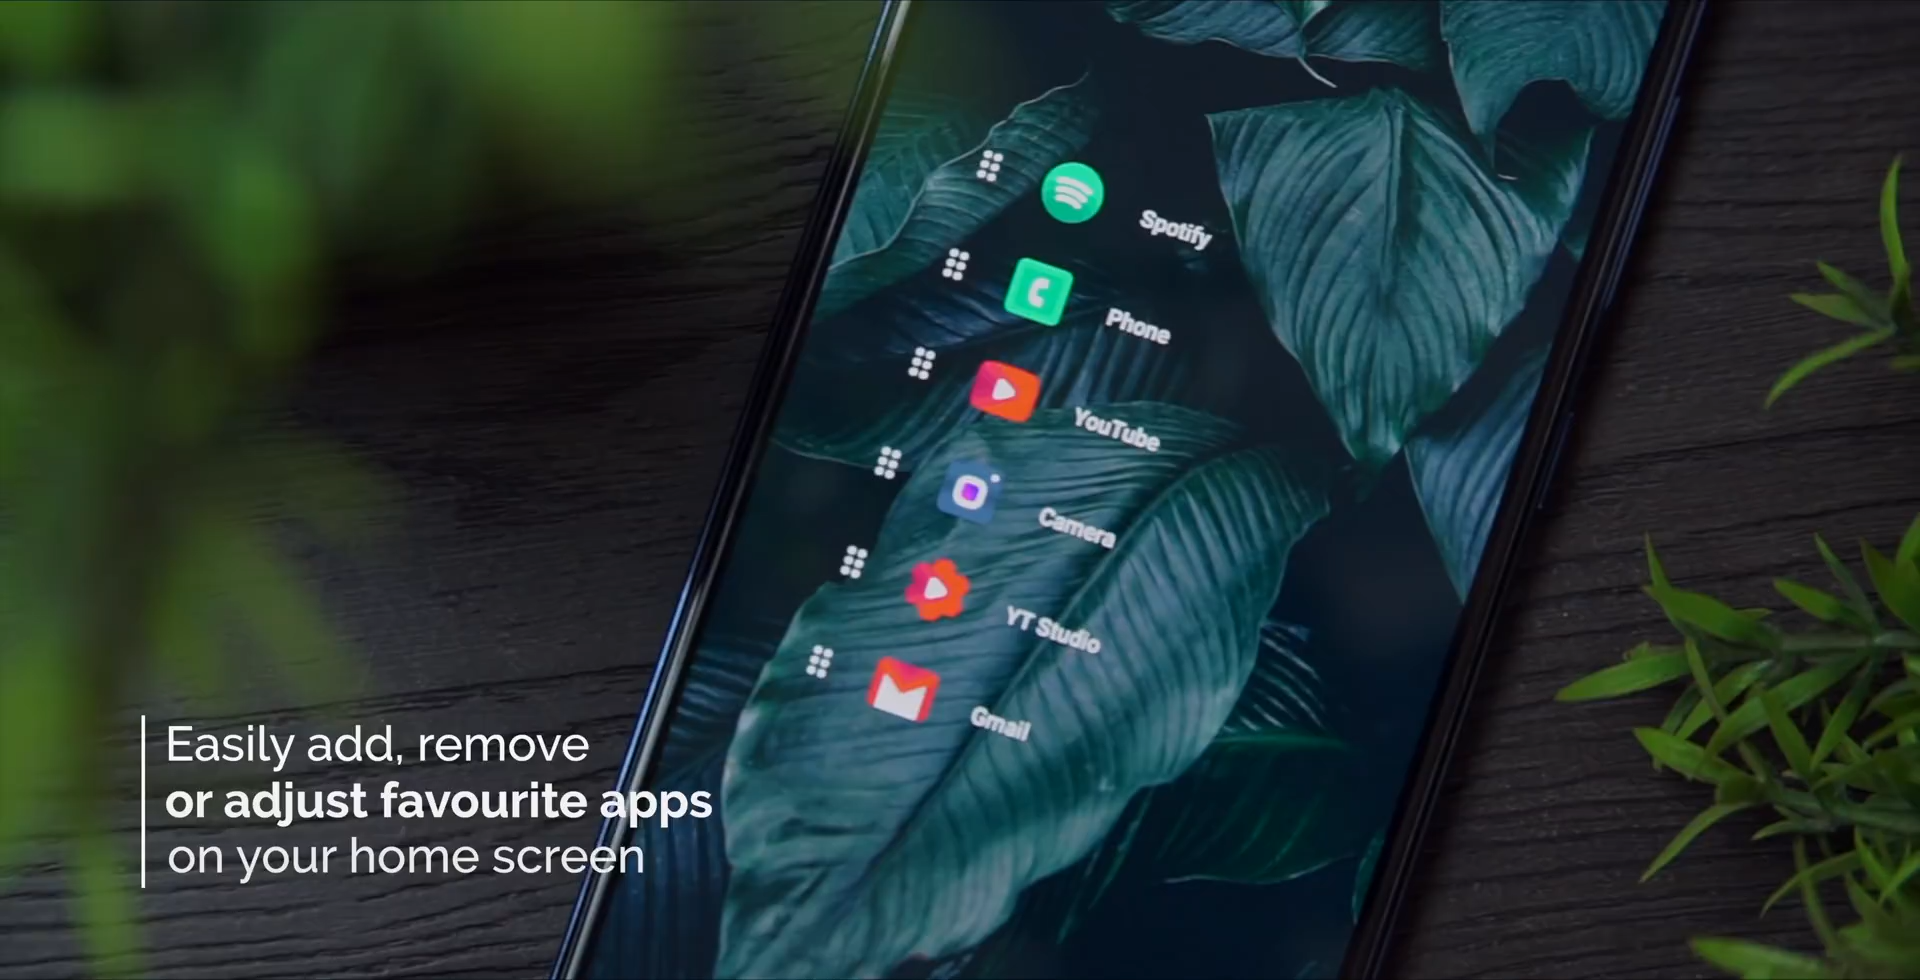 Spotify
Phone
YouTube
Camera
YT Studio
Gmail
Easily add, remove
or adjust favourite apps
on your home screen